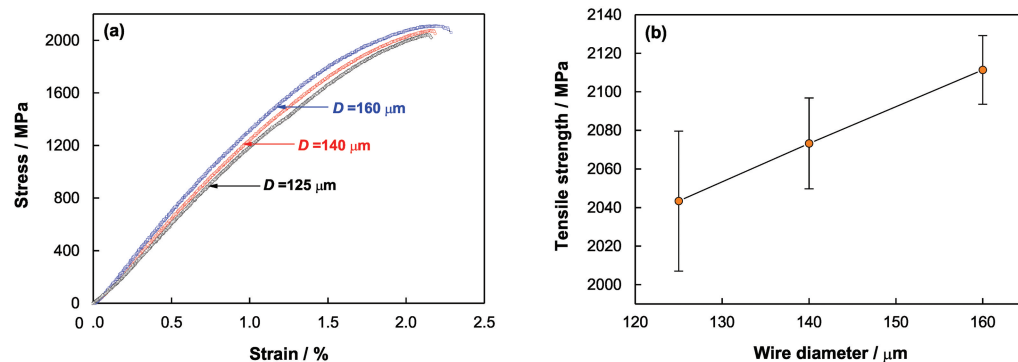 (a)
Stress / MPa
2000
1600
1200
800
400
0
D =160 μm
D =140 μm
D =125 μm
.0
0.5
1.0
1.5
2.0
2.5
Strain / %
(b)
Tensile strength / MPa
2140
2120
2100
2080
2060
2040
2020
2000
120
130
140
150
160
Wire diameter / μm